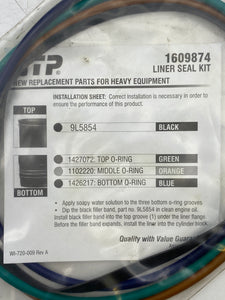 TP®
1609874
LINER SEAL KIT
NEW REPLACEMENT PARTS FOR HEAVY EQUIPMENT
INSTALLATION SHEET: Correct installation is necessary in order to
ensure the performance of this product.
TOP
9L5854 BLACK
1427072: TOP O-RING GREEN
1102220: MIDDLE O-RING ORANGE
1426217: BOTTOM O-RING BLUE
BOTTOM
• Apply soapy water solution to the three bottom o-ring grooves
• Dip the black filler band, part no. 9L5854 in clean engine oil.
Install black filler band into the top groove (1) under the liner flange
Before the filler band expands, install the liner into the cylinder block
Quality with Value Guaran
WI-720-009 Rev A